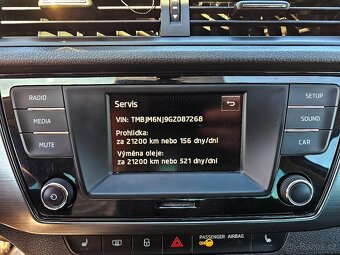 RADIO
MEDIA
MUTE
Servis
VIN: TMBJM6NJ9GZ087268
Prohlídka:
za 21200 km nebo 156 dny/dní
Výměna oleje:
za 21200 km nebo 521 dny/dní
SETUP
SOUND
CAR
PASSENGER AIRBAG